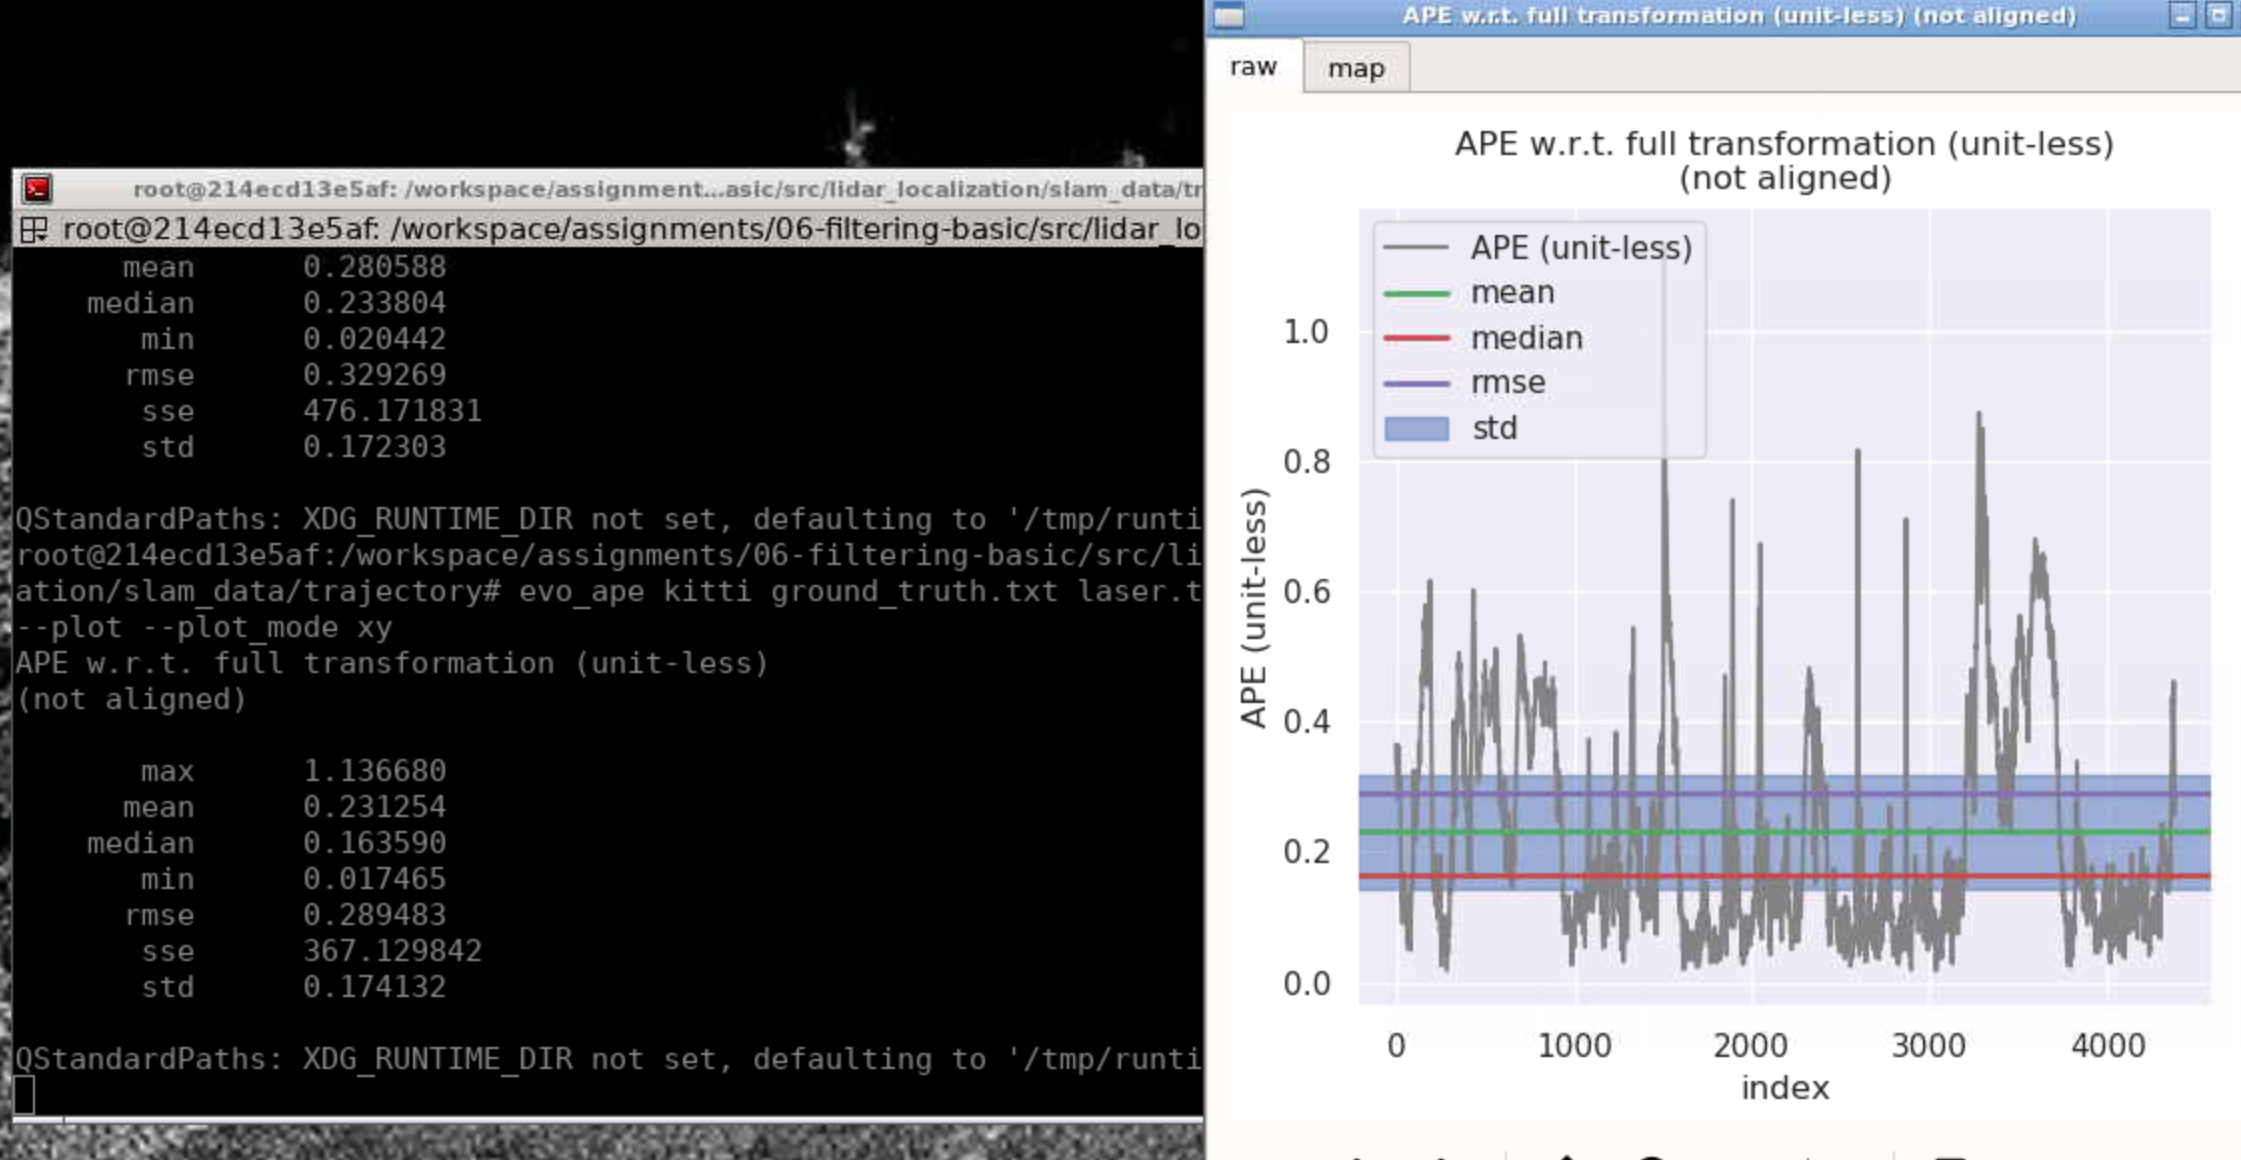 root@214ecd13e5af: /workspace/assignment...asic/src/lidar_localization/slam_data/tr
root@214ecd13e5af: /workspace/assignments/06-filtering-basic/src/lidar_lo
mean 0.280588
median 0.233804
min 0.020442
rmse 0.329269
sse 476.171831
std 0.172303
QStandardPaths: XDG_RUNTIME_DIR not set, defaulting to '/tmp/runti
root@214ecd13e5af:/workspace/assignments/06-filtering-basic/src/li
ation/slam_data/trajectory# evo_ape kitti ground_truth.txt laser.t
--plot --plot_mode xy
APE w.r.t. full transformation (unit-less)
(not aligned)
max 1.136680
mean 0.231254
median 0.163590
min 0.017465
rmse 0.289483
sse 367.129842
std 0.174132
QStandardPaths: XDG_RUNTIME_DIR not set, defaulting to '/tmp/runti
APE w.r.t. full transformation (unit-less) (not aligned)
raw map
APE w.r.t. full transformation (unit-less)
(not aligned)
APE (unit-less)
mean
median
rmse
std
1.0
0.8
0.6
0.4
0.2
0.0
APE (unit-less)
0 1000 2000 3000 4000
index